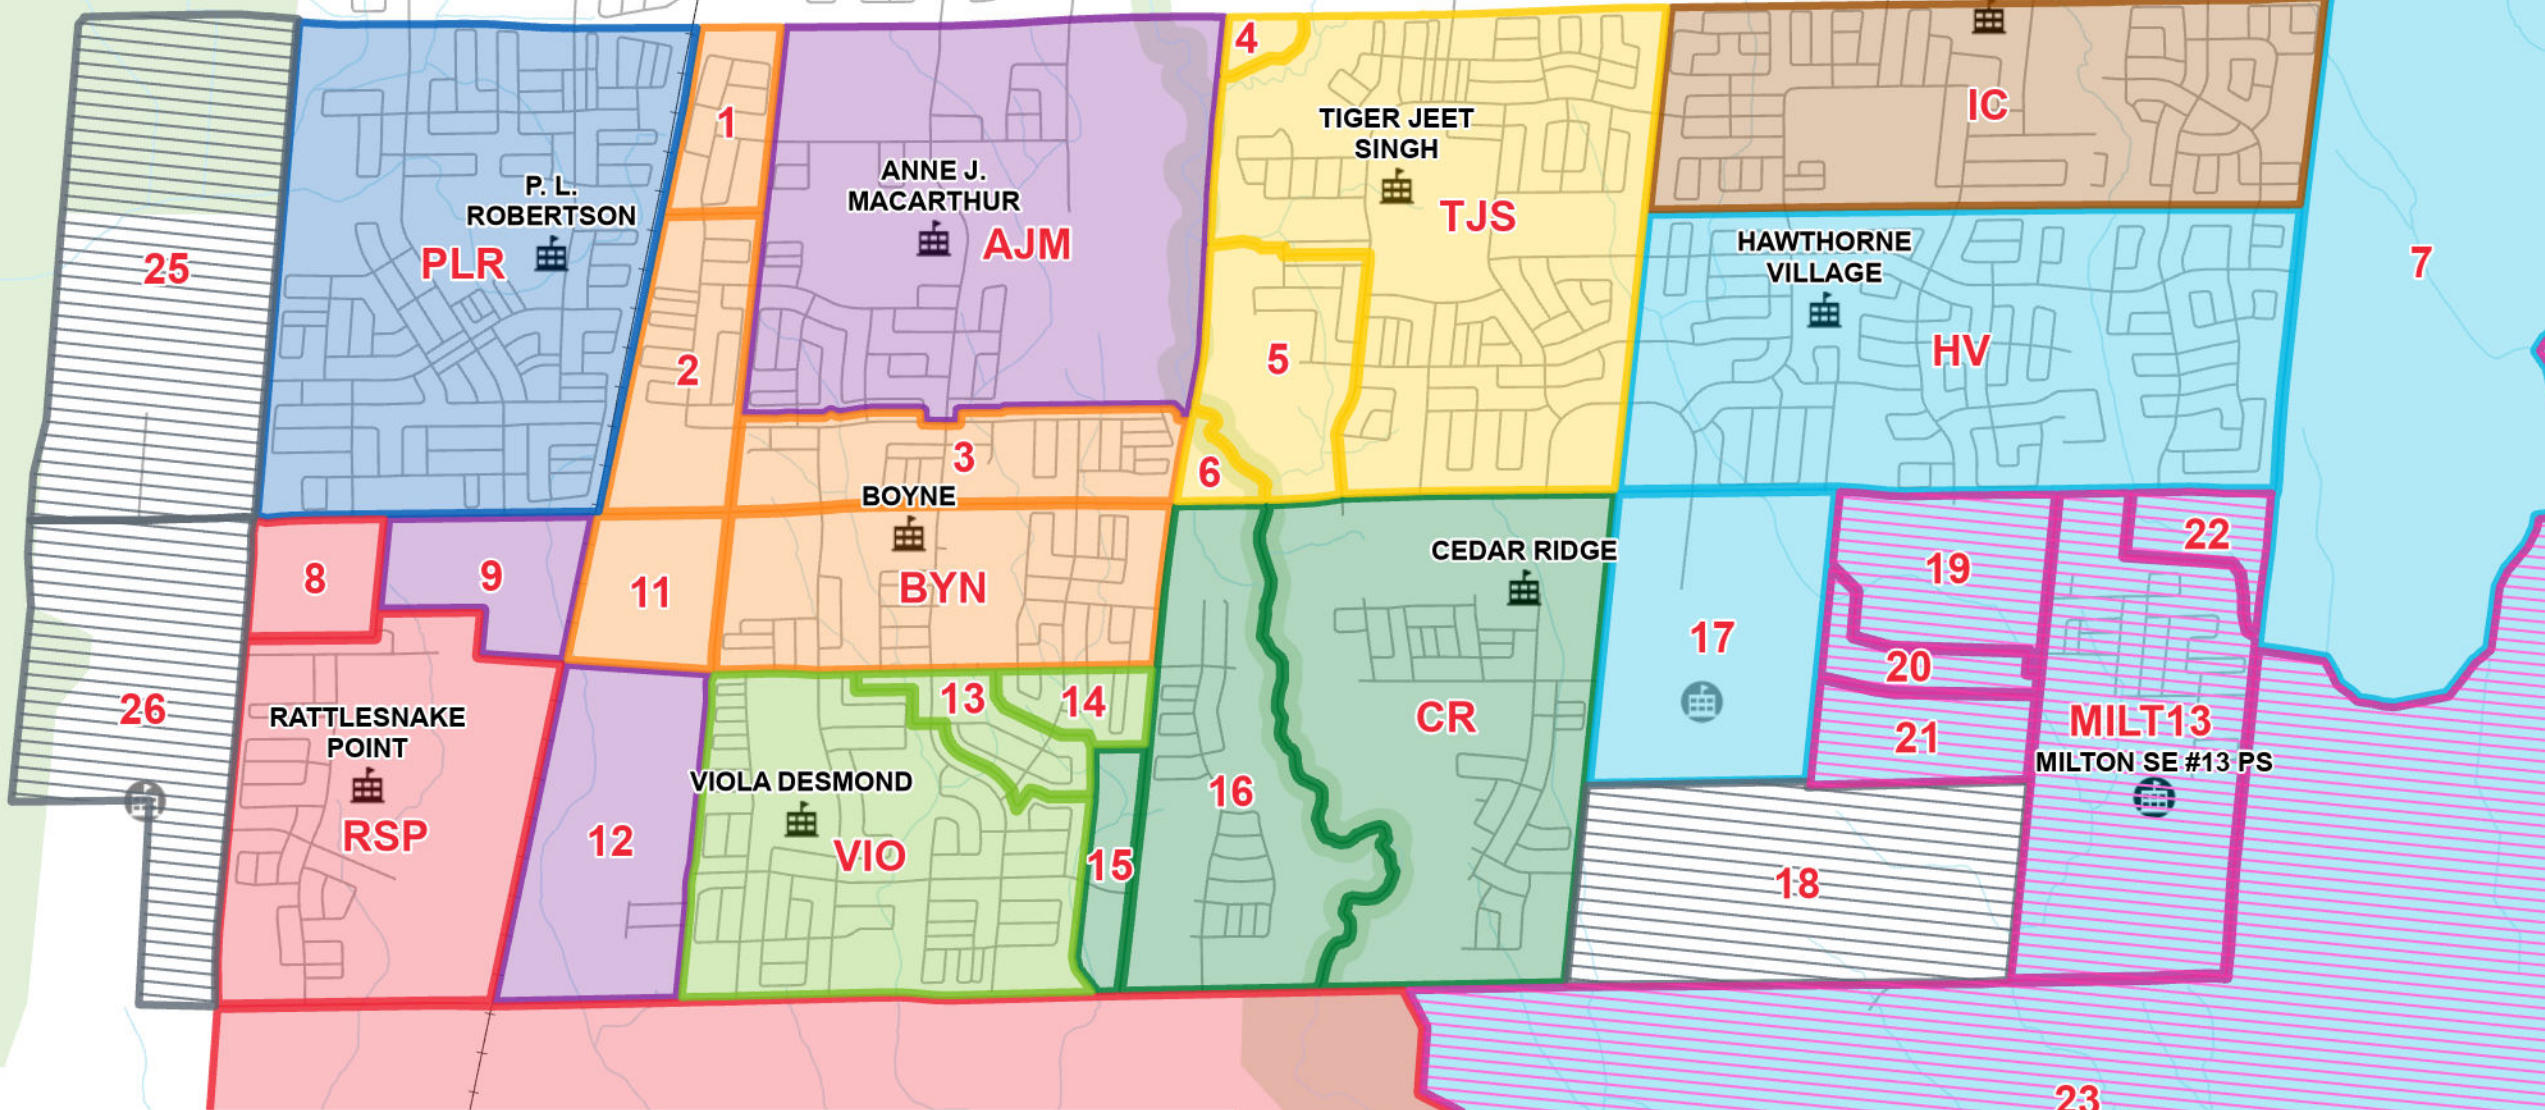 4
IC
1
TIGER JEET
SINGH
ANNE J.
MACARTHUR
P. L.
ROBERTSON
TJS
AJM
HAWTHORNE
VILLAGE
PLR
25
7
HV
5
2
3
6
BOYNE
22
CEDAR RIDGE
19
8
9
11
BYN
17
20
13
14
26
RATTLESNAKE
POINT
CR
MILT13
21
MILTON SE #13 PS
VIOLA DESMOND
16
RSP
12
VIO
15
18
23